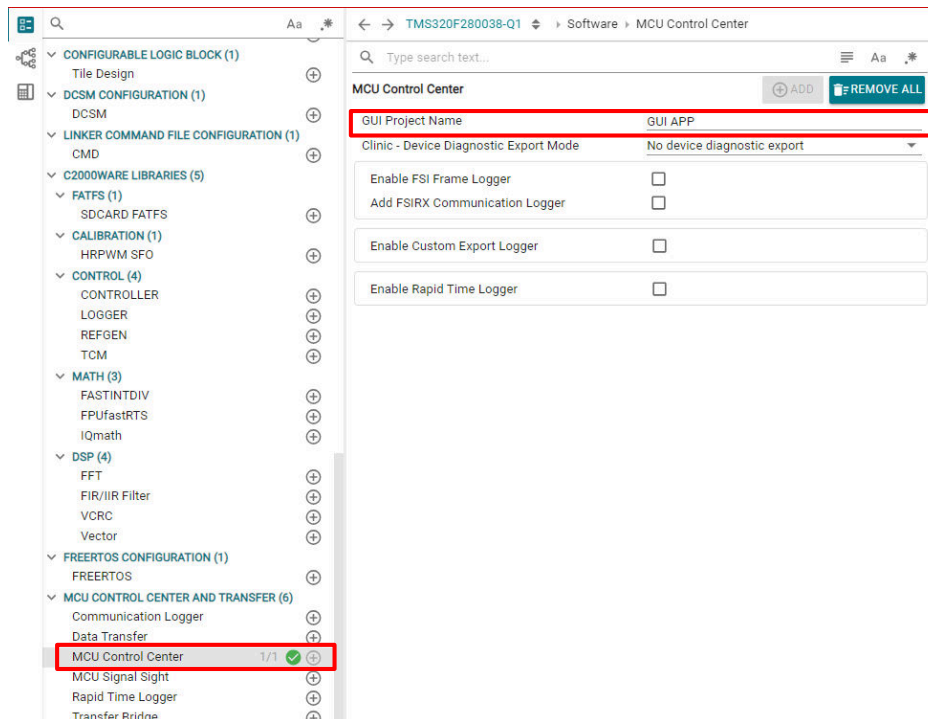 Aa .*
CONFIGURABLE LOGIC BLOCK (1)
Tile Design
DCSM CONFIGURATION (1)
DCSM
LINKER COMMAND FILE CONFIGURATION (1)
CMD
C2000WARE LIBRARIES (5)
FATFS (1)
SDCARD FATFS
CALIBRATION (1)
HRPWM SFO
CONTROL (4)
CONTROLLER
LOGGER
REFGEN
TCM
MATH (3)
FASTINTDIV
FPUfastRTS
IQmath
DSP (4)
FFT
FIR/IIR Filter
VCRC
Vector
FREERTOS CONFIGURATION (1)
FREERTOS
MCU CONTROL CENTER AND TRANSFER (6)
Communication Logger
Data Transfer
MCU Control Center 1/1
MCU Signal Sight
Rapid Time Logger
Transfer Bridge
TMS320F280038-Q1 Software MCU Control Center
Type search text... Aa .*
MCU Control Center ADD REMOVE ALL
GUI Project Name GUI APP
Clinic - Device Diagnostic Export Mode No device diagnostic export
Enable FSI Frame Logger
Add FSIRX Communication Logger
Enable Custom Export Logger
Enable Rapid Time Logger